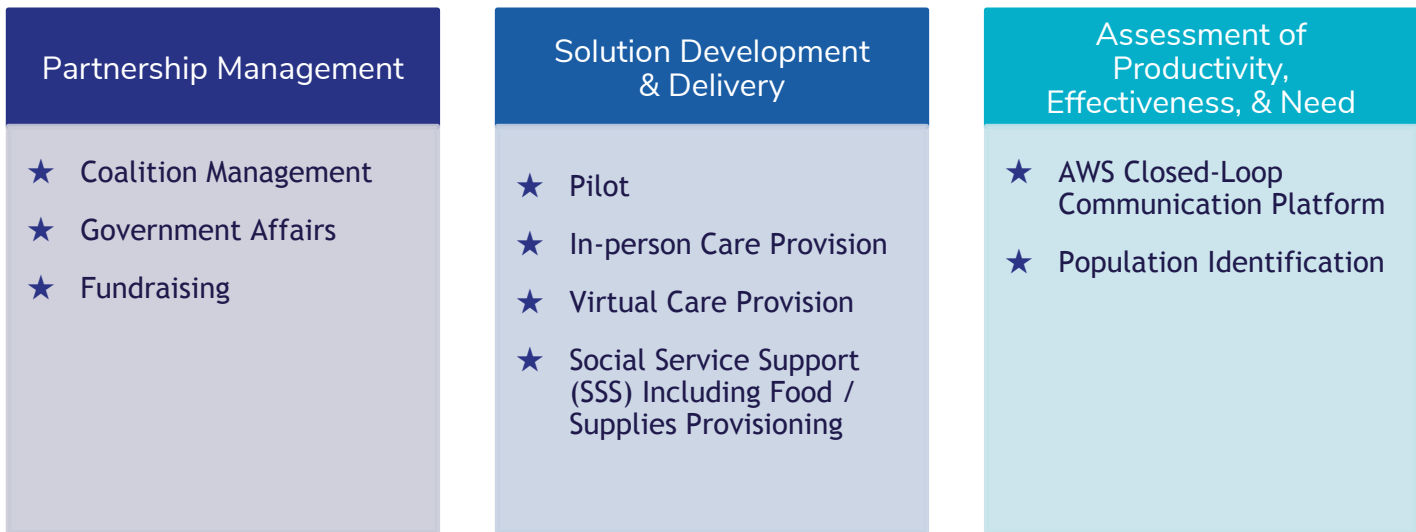 Partnership Management
★ Coalition Management
★ Government Affairs
★ Fundraising
Solution Development
& Delivery
★ Pilot
★ In-person Care Provision
★ Virtual Care Provision
★ Social Service Support
(SSS) Including Food /
Supplies Provisioning
Assessment of
Productivity,
Effectiveness, & Need
★ AWS Closed-Loop
Communication Platform
★ Population Identification